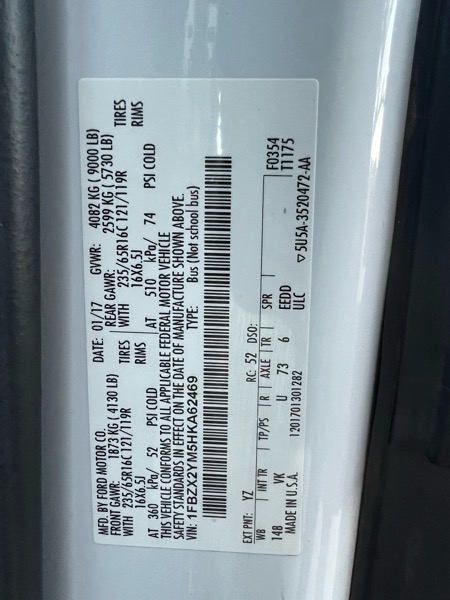 MFD. BY FORD MOTOR CO. DATE: 01/17 GVWR: 4082 KG ( 9000 LB)
FRONT GAWR: 1873 KG ( 4130 LB) REAR GAWR: 2599 KG ( 5730 LB)
WITH 235/65R16C 121/119R TIRES WITH 235/65R16C 121/119R TIRES
16X6.5J RIMS 16X6.5J RIMS
AT 360 kPa/ 52 PSI COLD AT 510 kPa/ 74 PSI COLD
THIS VEHICLE CONFORMS TO ALL APPLICABLE FEDERAL MOTOR VEHICLE
SAFETY STANDARDS IN EFFECT ON THE DATE OF MANUFACTURE SHOWN ABOVE.
VIN: 1FBZX2YM5HKA62469 TYPE: Bus (Not school bus)
F0354
T1175
EXT PNT: YZ RC: 52 DSO:
WB INT TR TP/PS R AXLE TR SPR
14B VK U 73 6 EEDD
ULC
MADE IN U.S.A. 1201701301282
▽5U5A-3520472-AA